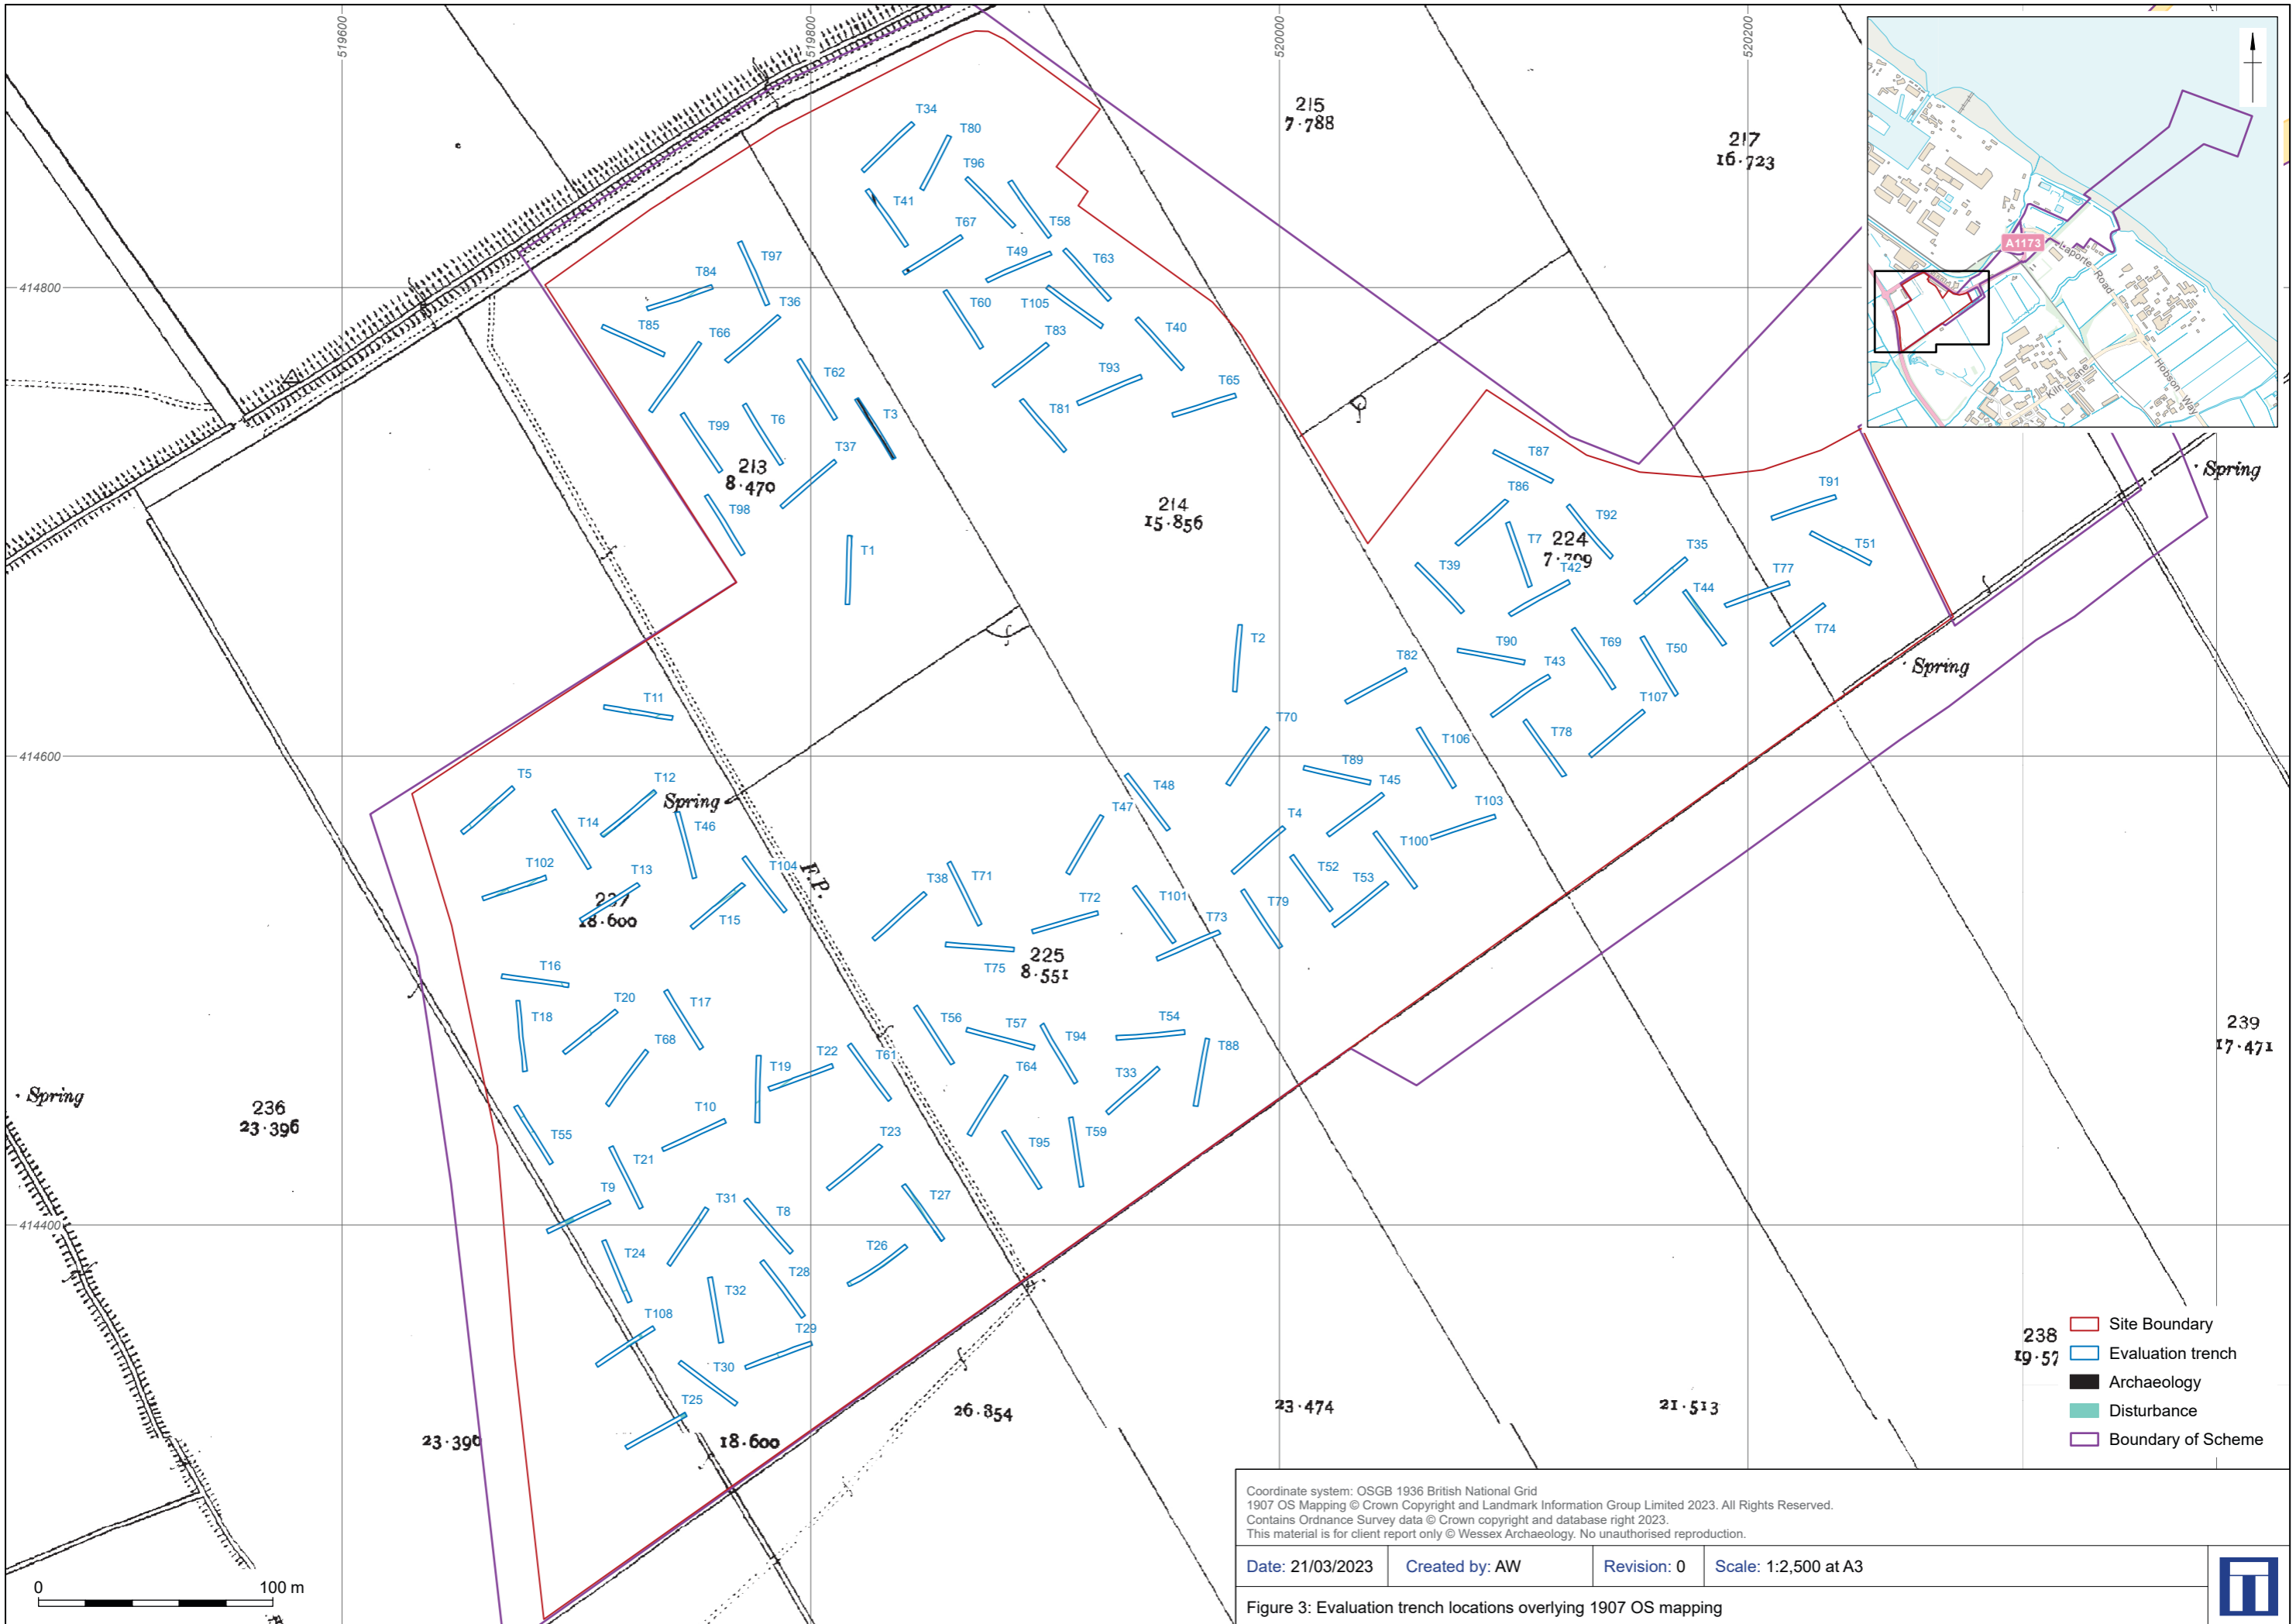 519600
519800
520000
520200
414800
414600
414400
215
7·788
217
16·723
213
8·470
214
15·856
224
7·799
237
18·600
225
8·551
236
23·396
239
17·471
238
19·57
23·390
18·600
26·854
23·474
21·513
Spring
Spring
Spring
Spring
F.P.
T34
T80
T96
T41
T67
T58
T49
T63
T97
T84
T36
T60
T105
T85
T66
T83
T40
T62
T93
T65
T3
T81
T99
T6
T37
T98
T1
T87
T86
T92
T91
T7
T51
T39
T42
T35
T77
T44
T74
T2
T90
T69
T50
T82
T43
T107
T11
T70
T106
T78
T89
T45
T5
T12
T48
T103
T14
T46
T47
T4
T100
T102
T13
T104
T38
T71
T52
T53
T15
T72
T101
T79
T73
T75
T16
T20
T17
T18
T68
T56
T57
T94
T54
T88
T19
T22
T61
T64
T33
T10
T55
T21
T23
T95
T59
T9
T31
T8
T27
T24
T26
T32
T28
T108
T29
T30
T25
A1173
Laporte Road
Kiln Lane
Hobson Way
Site Boundary
Evaluation trench
Archaeology
Disturbance
Boundary of Scheme
0 100 m
Coordinate system: OSGB 1936 British National Grid
1907 OS Mapping © Crown Copyright and Landmark Information Group Limited 2023. All Rights Reserved.
Contains Ordnance Survey data © Crown copyright and database right 2023.
This material is for client report only © Wessex Archaeology. No unauthorised reproduction.
Date: 21/03/2023 Created by: AW Revision: 0 Scale: 1:2,500 at A3
Figure 3: Evaluation trench locations overlying 1907 OS mapping